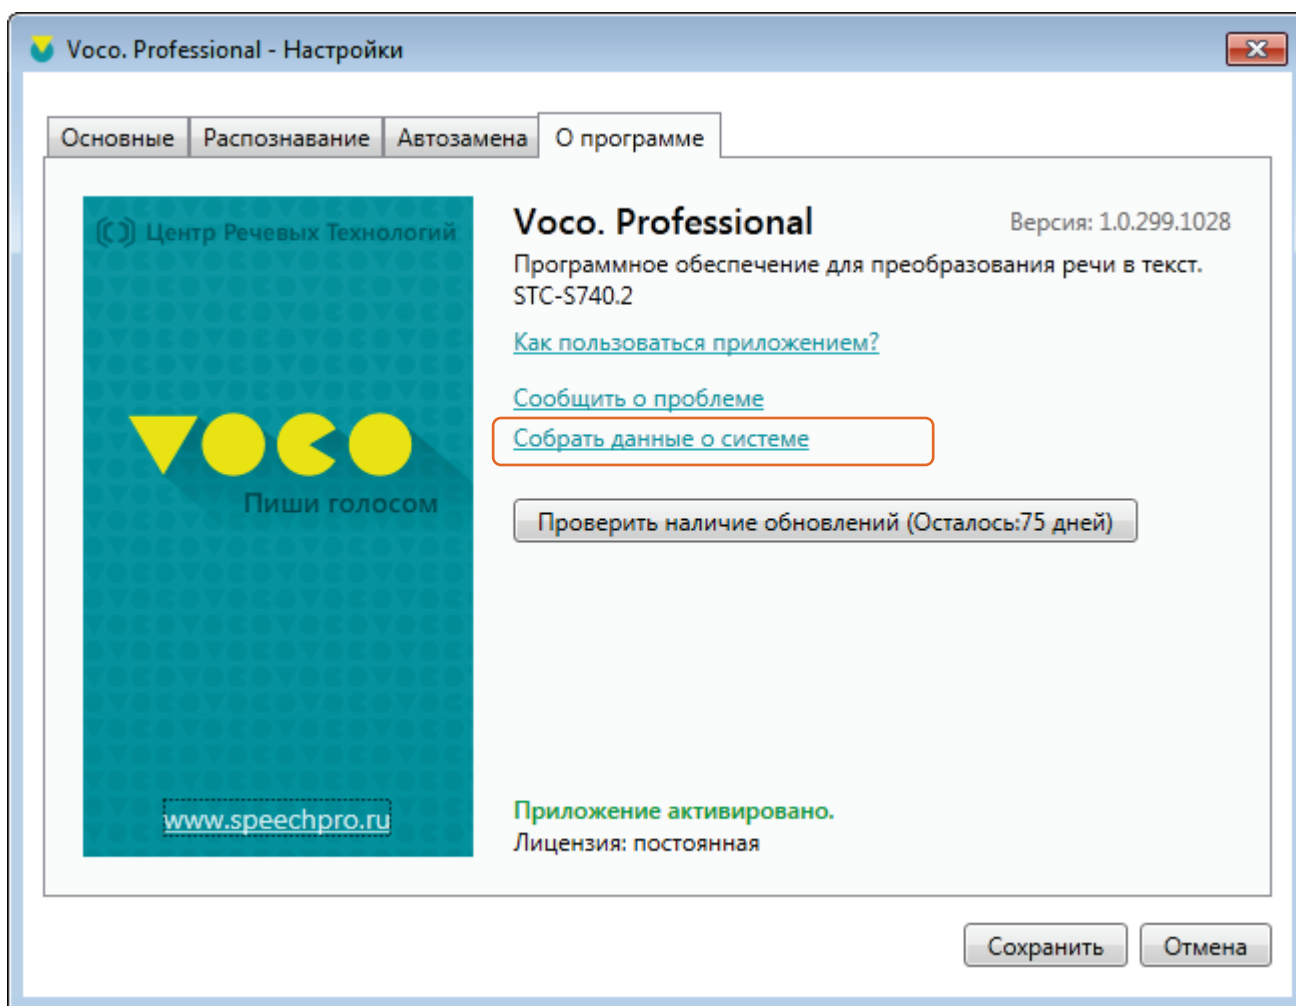 Voco. Professional - Настройки
Основные Распознавание Автозамена О программе
Центр Речевых Технологий
VOCO
Пиши голосом
www.speechpro.ru
Voco. Professional Версия: 1.0.299.1028
Программное обеспечение для преобразования речи в текст.
STC-S740.2
Как пользоваться приложением?
Сообщить о проблеме
Собрать данные о системе
Проверить наличие обновлений (Осталось:75 дней)
Приложение активировано.
Лицензия: постоянная
Сохранить Отмена